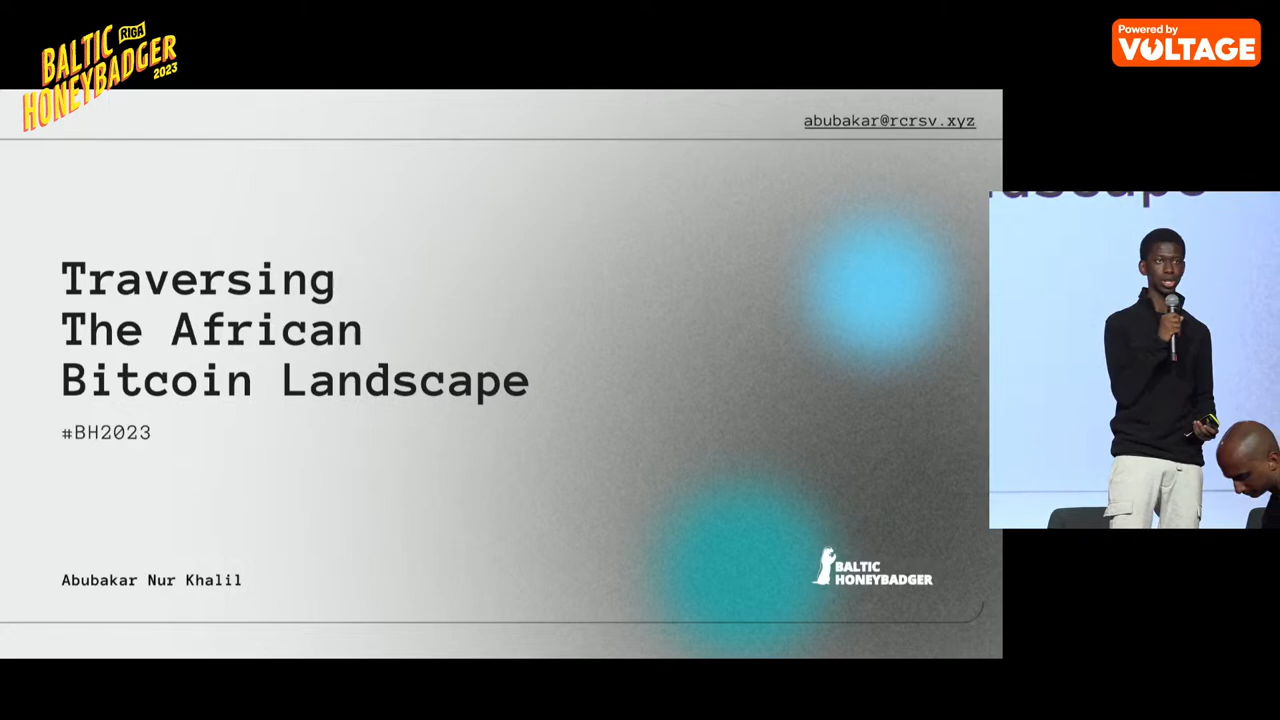 BALTIC
RIGA
HONEYBADGER
2023
Powered by
VOLTAGE
abubakar@rcrsv.xyz
Traversing
The African
Bitcoin Landscape
#BH2023
Abubakar Nur Khalil
BALTIC
HONEYBADGER